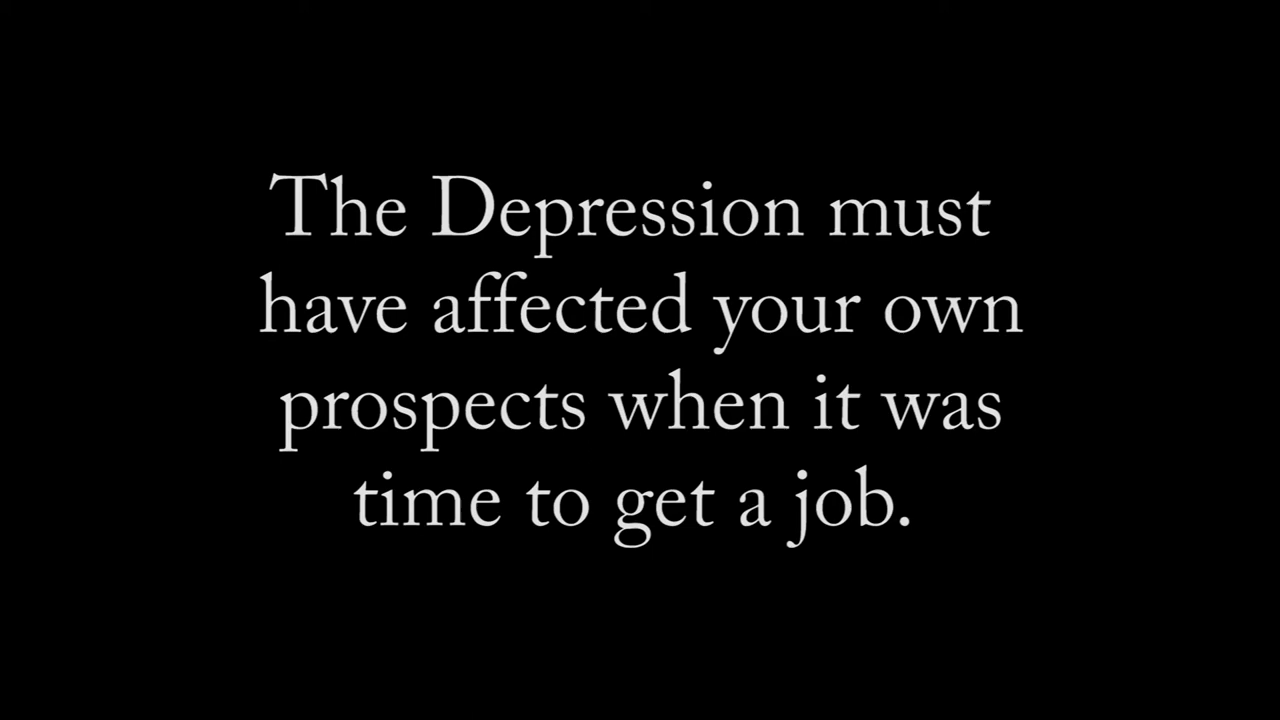 The Depression must
have affected your own
prospects when it was
time to get a job.